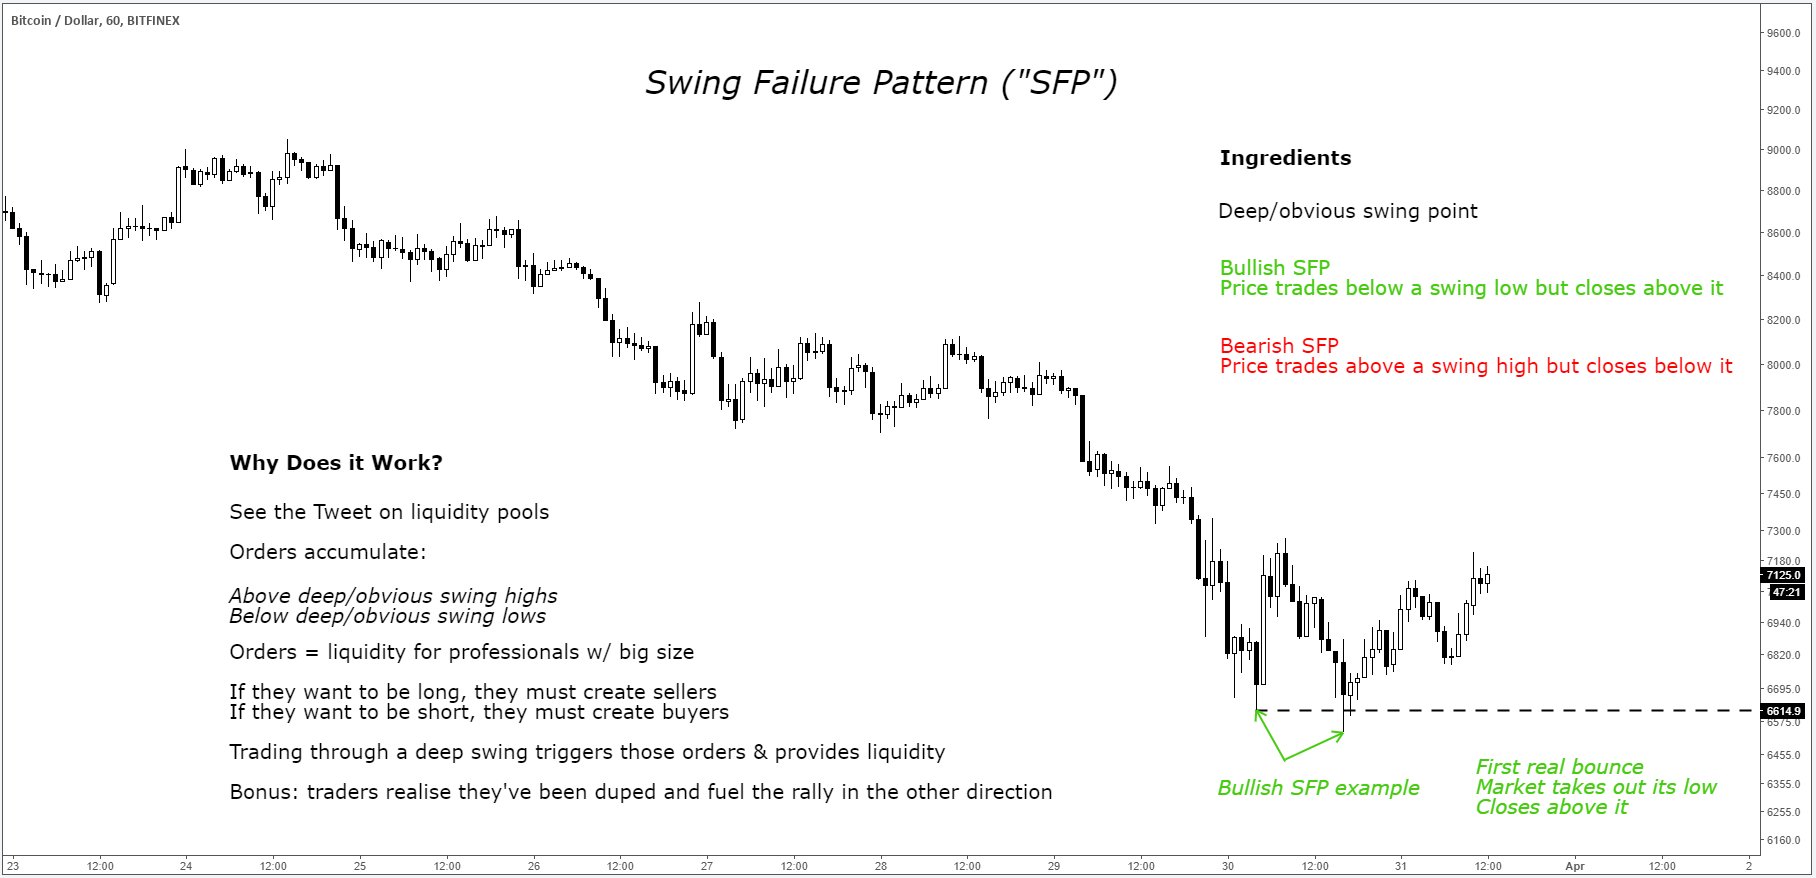 Bitcoin / Dollar, 60, BITFINEX
Swing Failure Pattern ("SFP")
Ingredients
Deep/obvious swing point
Bullish SFP
Price trades below a swing low but closes above it
Bearish SFP
Price trades above a swing high but closes below it
Why Does it Work?
See the Tweet on liquidity pools
Orders accumulate:
Above deep/obvious swing highs
Below deep/obvious swing lows
Orders = liquidity for professionals w/ big size
If they want to be long, they must create sellers
If they want to be short, they must create buyers
Trading through a deep swing triggers those orders & provides liquidity
Bonus: traders realise they've been duped and fuel the rally in the other direction
Bullish SFP example
First real bounce
Market takes out its low
Closes above it
9600.0
9400.0
9200.0
9000.0
8800.0
8600.0
8400.0
8200.0
8000.0
7800.0
7600.0
7450.0
7300.0
7180.0
7125.0
47:21
6940.0
6820.0
6695.0
6614.9
6575.0
6455.0
6355.0
6255.0
6160.0
23 12:00 24 12:00 25 12:00 26 12:00 27 12:00 28 12:00 29 12:00 30 12:00 31 12:00 Apr 12:00 2